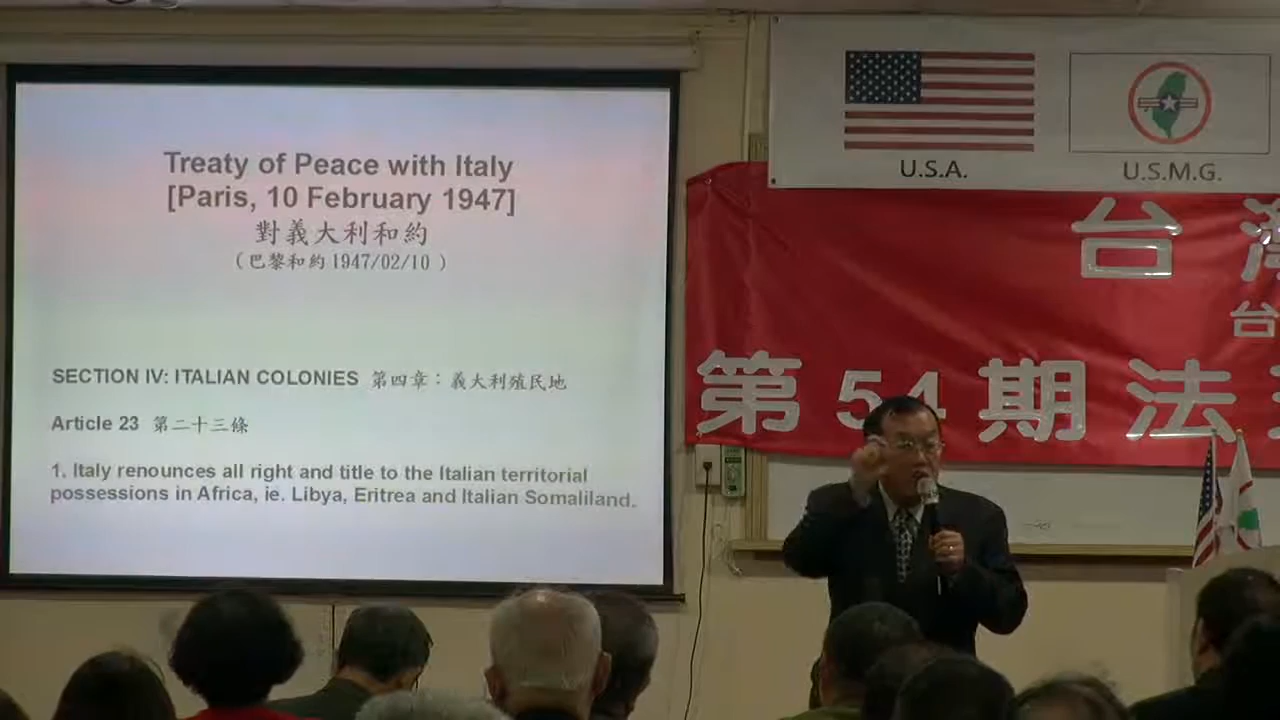 Treaty of Peace with Italy
[Paris, 10 February 1947]
對義大利和約
(巴黎和約 1947/02/10 )
SECTION IV: ITALIAN COLONIES 第四章：義大利殖民地
Article 23 第二十三條
1. Italy renounces all right and title to the Italian territorial
possessions in Africa, ie. Libya, Eritrea and Italian Somaliland.
U.S.A.
U.S.M.G.
台
台
第54期法